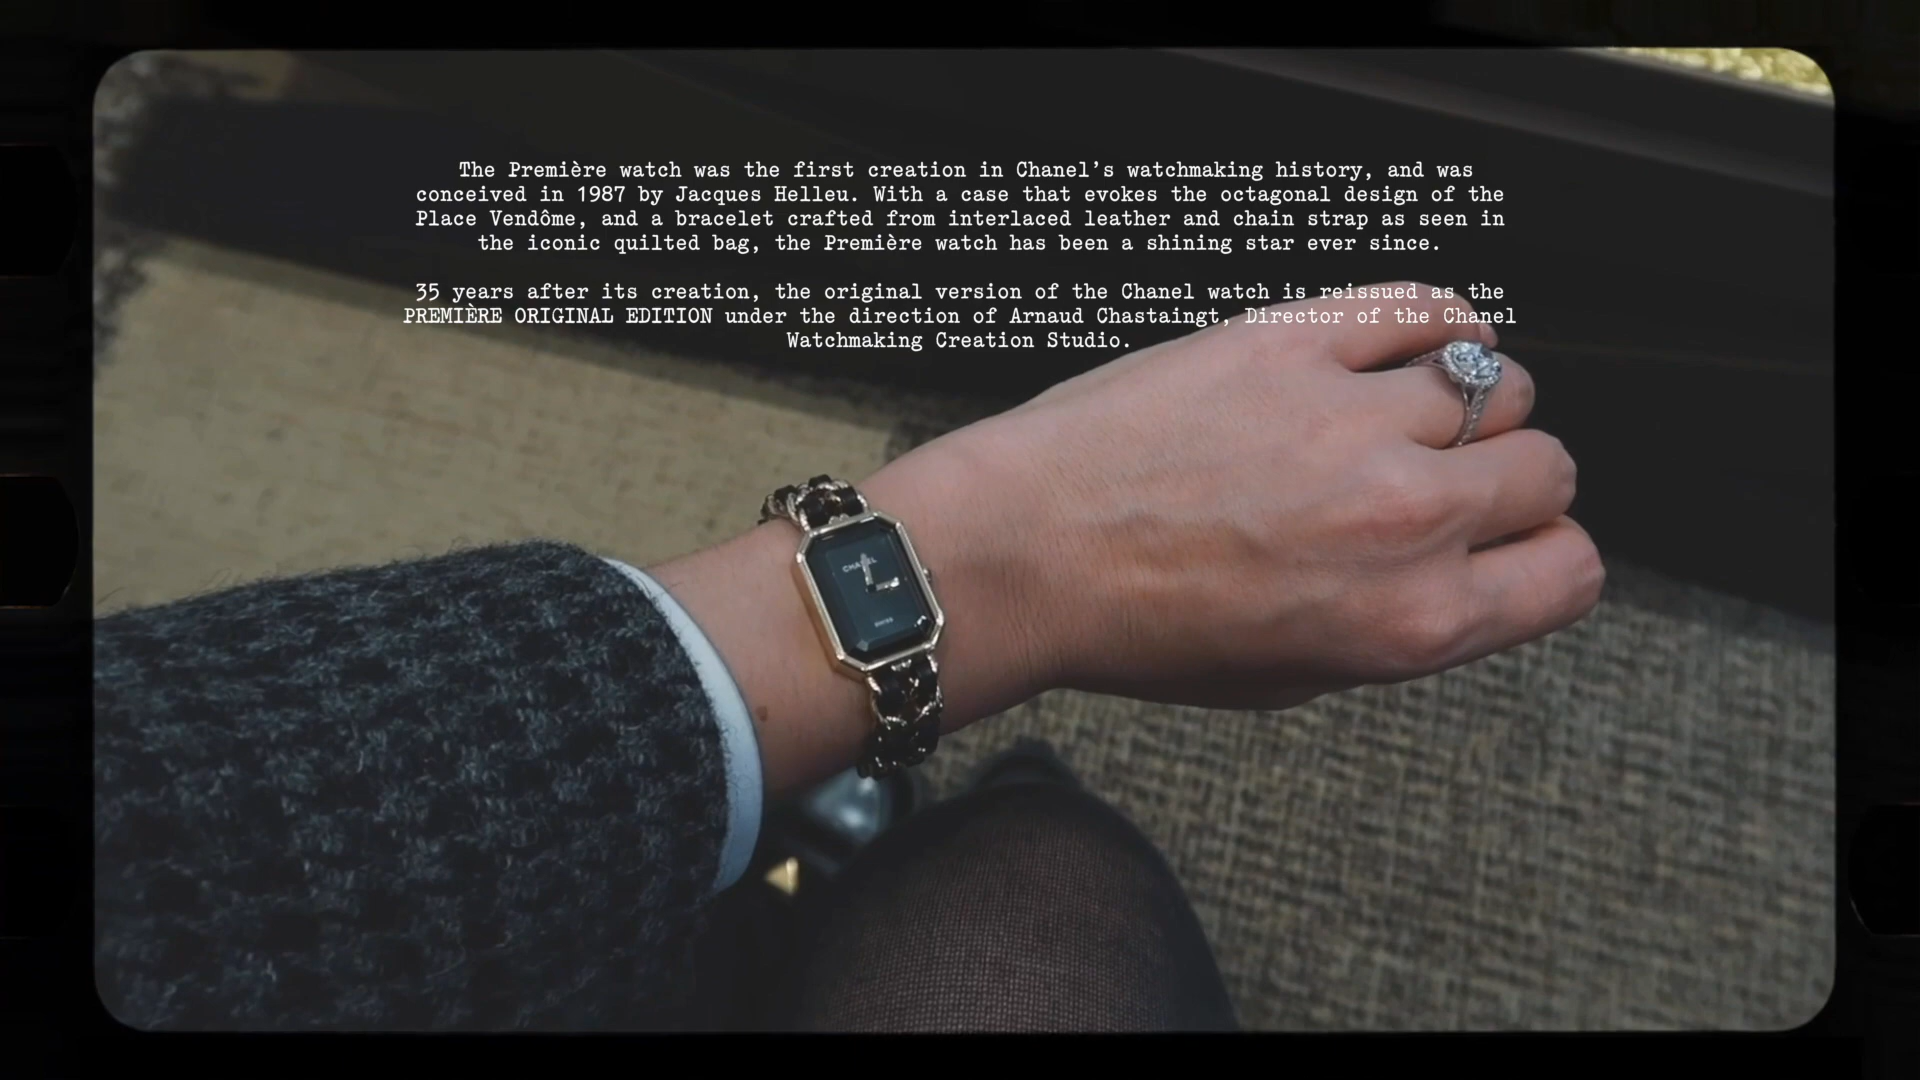 The Première watch was the first creation in Chanel's watchmaking history, and was
conceived in 1987 by Jacques Helleu. With a case that evokes the octagonal design of the
Place Vendôme, and a bracelet crafted from interlaced leather and chain strap as seen in
the iconic quilted bag, the Première watch has been a shining star ever since.
35 years after its creation, the original version of the Chanel watch is reissued as the
PREMIÈRE ORIGINAL EDITION under the direction of Arnaud Chastaingt, Director of the Chanel
Watchmaking Creation Studio.
CHANEL
SWISS